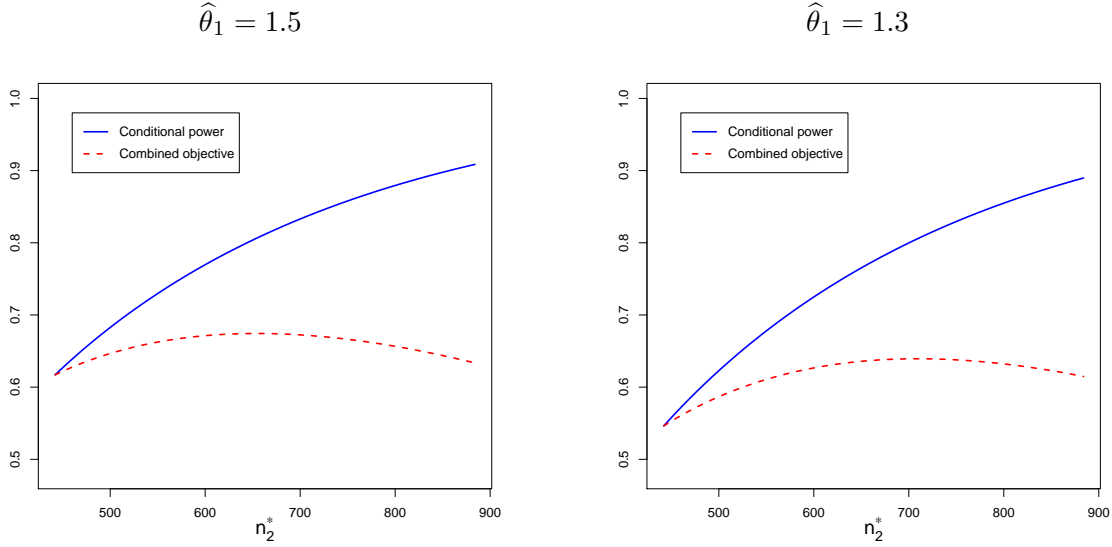 θ̂₁ = 1.5
1.0
0.9
0.8
0.7
0.6
0.5
Conditional power
Combined objective
500 600 700 800 900
n₂*
θ̂₁ = 1.3
1.0
0.9
0.8
0.7
0.6
0.5
Conditional power
Combined objective
500 600 700 800 900
n₂*